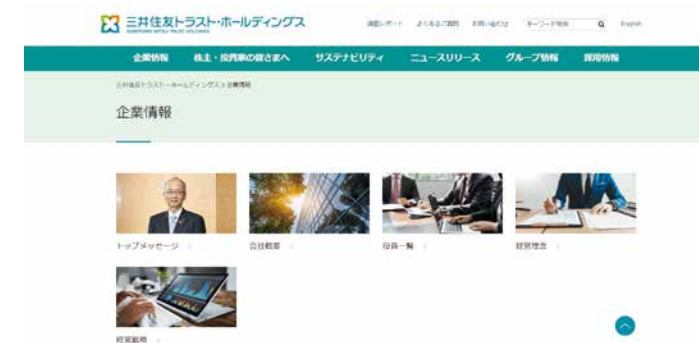 三井住友トラスト・ホールディングス
SUMITOMO MITSUI TRUST HOLDINGS
調査レポート よくあるご質問 お問い合わせ キーワード検索 English
企業情報 株主・投資家の皆さまへ サステナビリティ ニュースリリース グループ情報 採用情報
三井住友トラスト・ホールディングス > 企業情報
企業情報
トップメッセージ 会社概要 役員一覧 経営理念
経営戦略